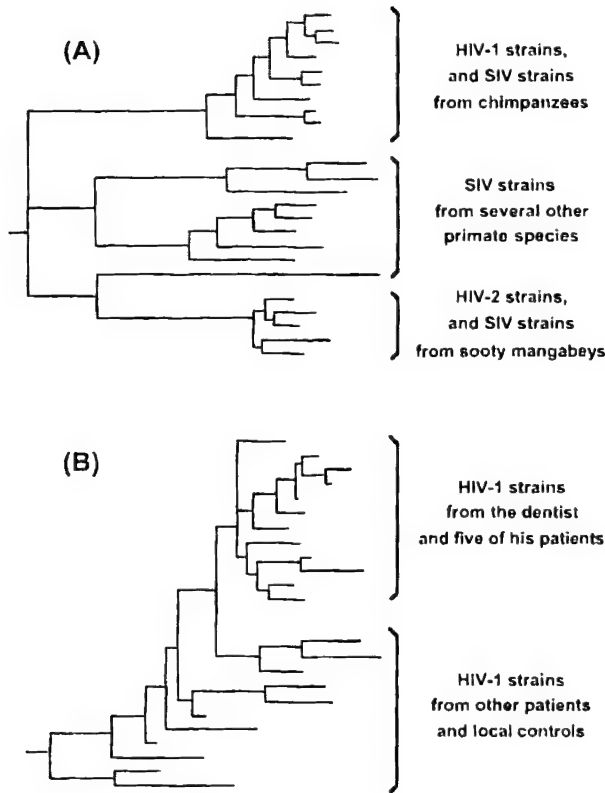 (A)
HIV-1 strains,
and SIV strains
from chimpanzees
SIV strains
from several other
primato species
HIV-2 strains,
and SIV strains
from sooty mangabeys
(B)
HIV-1 strains
from the dentist
and five of his patients
HIV-1 strains
from other patients
and local controls